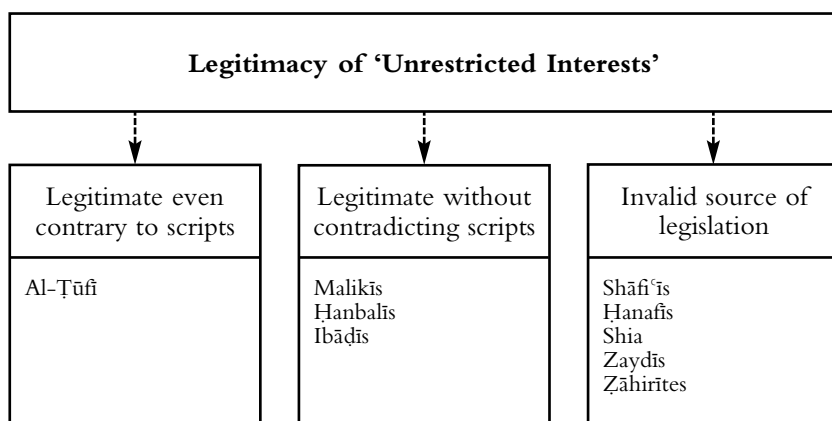 Legitimacy of ‘Unrestricted Interests’
Legitimate even
contrary to scripts
Al-Ṭūfī
Legitimate without
contradicting scripts
Malikīs
Ḥanbalīs
Ibāḍīs
Invalid source of
legislation
Shāfiʿīs
Ḥanafīs
Shia
Zaydīs
Ẓāhirītes